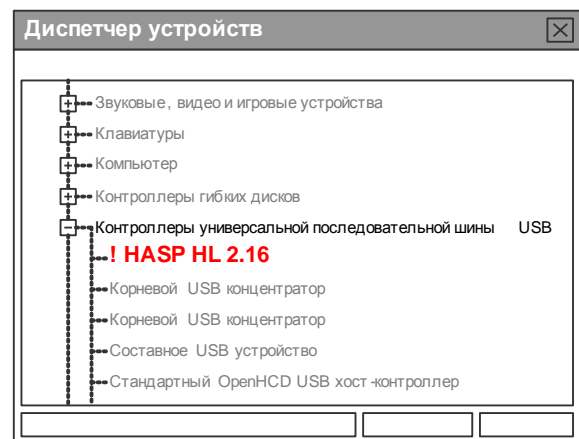 Диспетчер устройств
Звуковые, видео и игровые устройства
Клавиатуры
Компьютер
Контроллеры гибких дисков
Контроллеры универсальной последовательной шины USB
! HASP HL 2.16
Корневой USB концентратор
Корневой USB концентратор
Составное USB устройство
Стандартный OpenHCD USB хост-контроллер